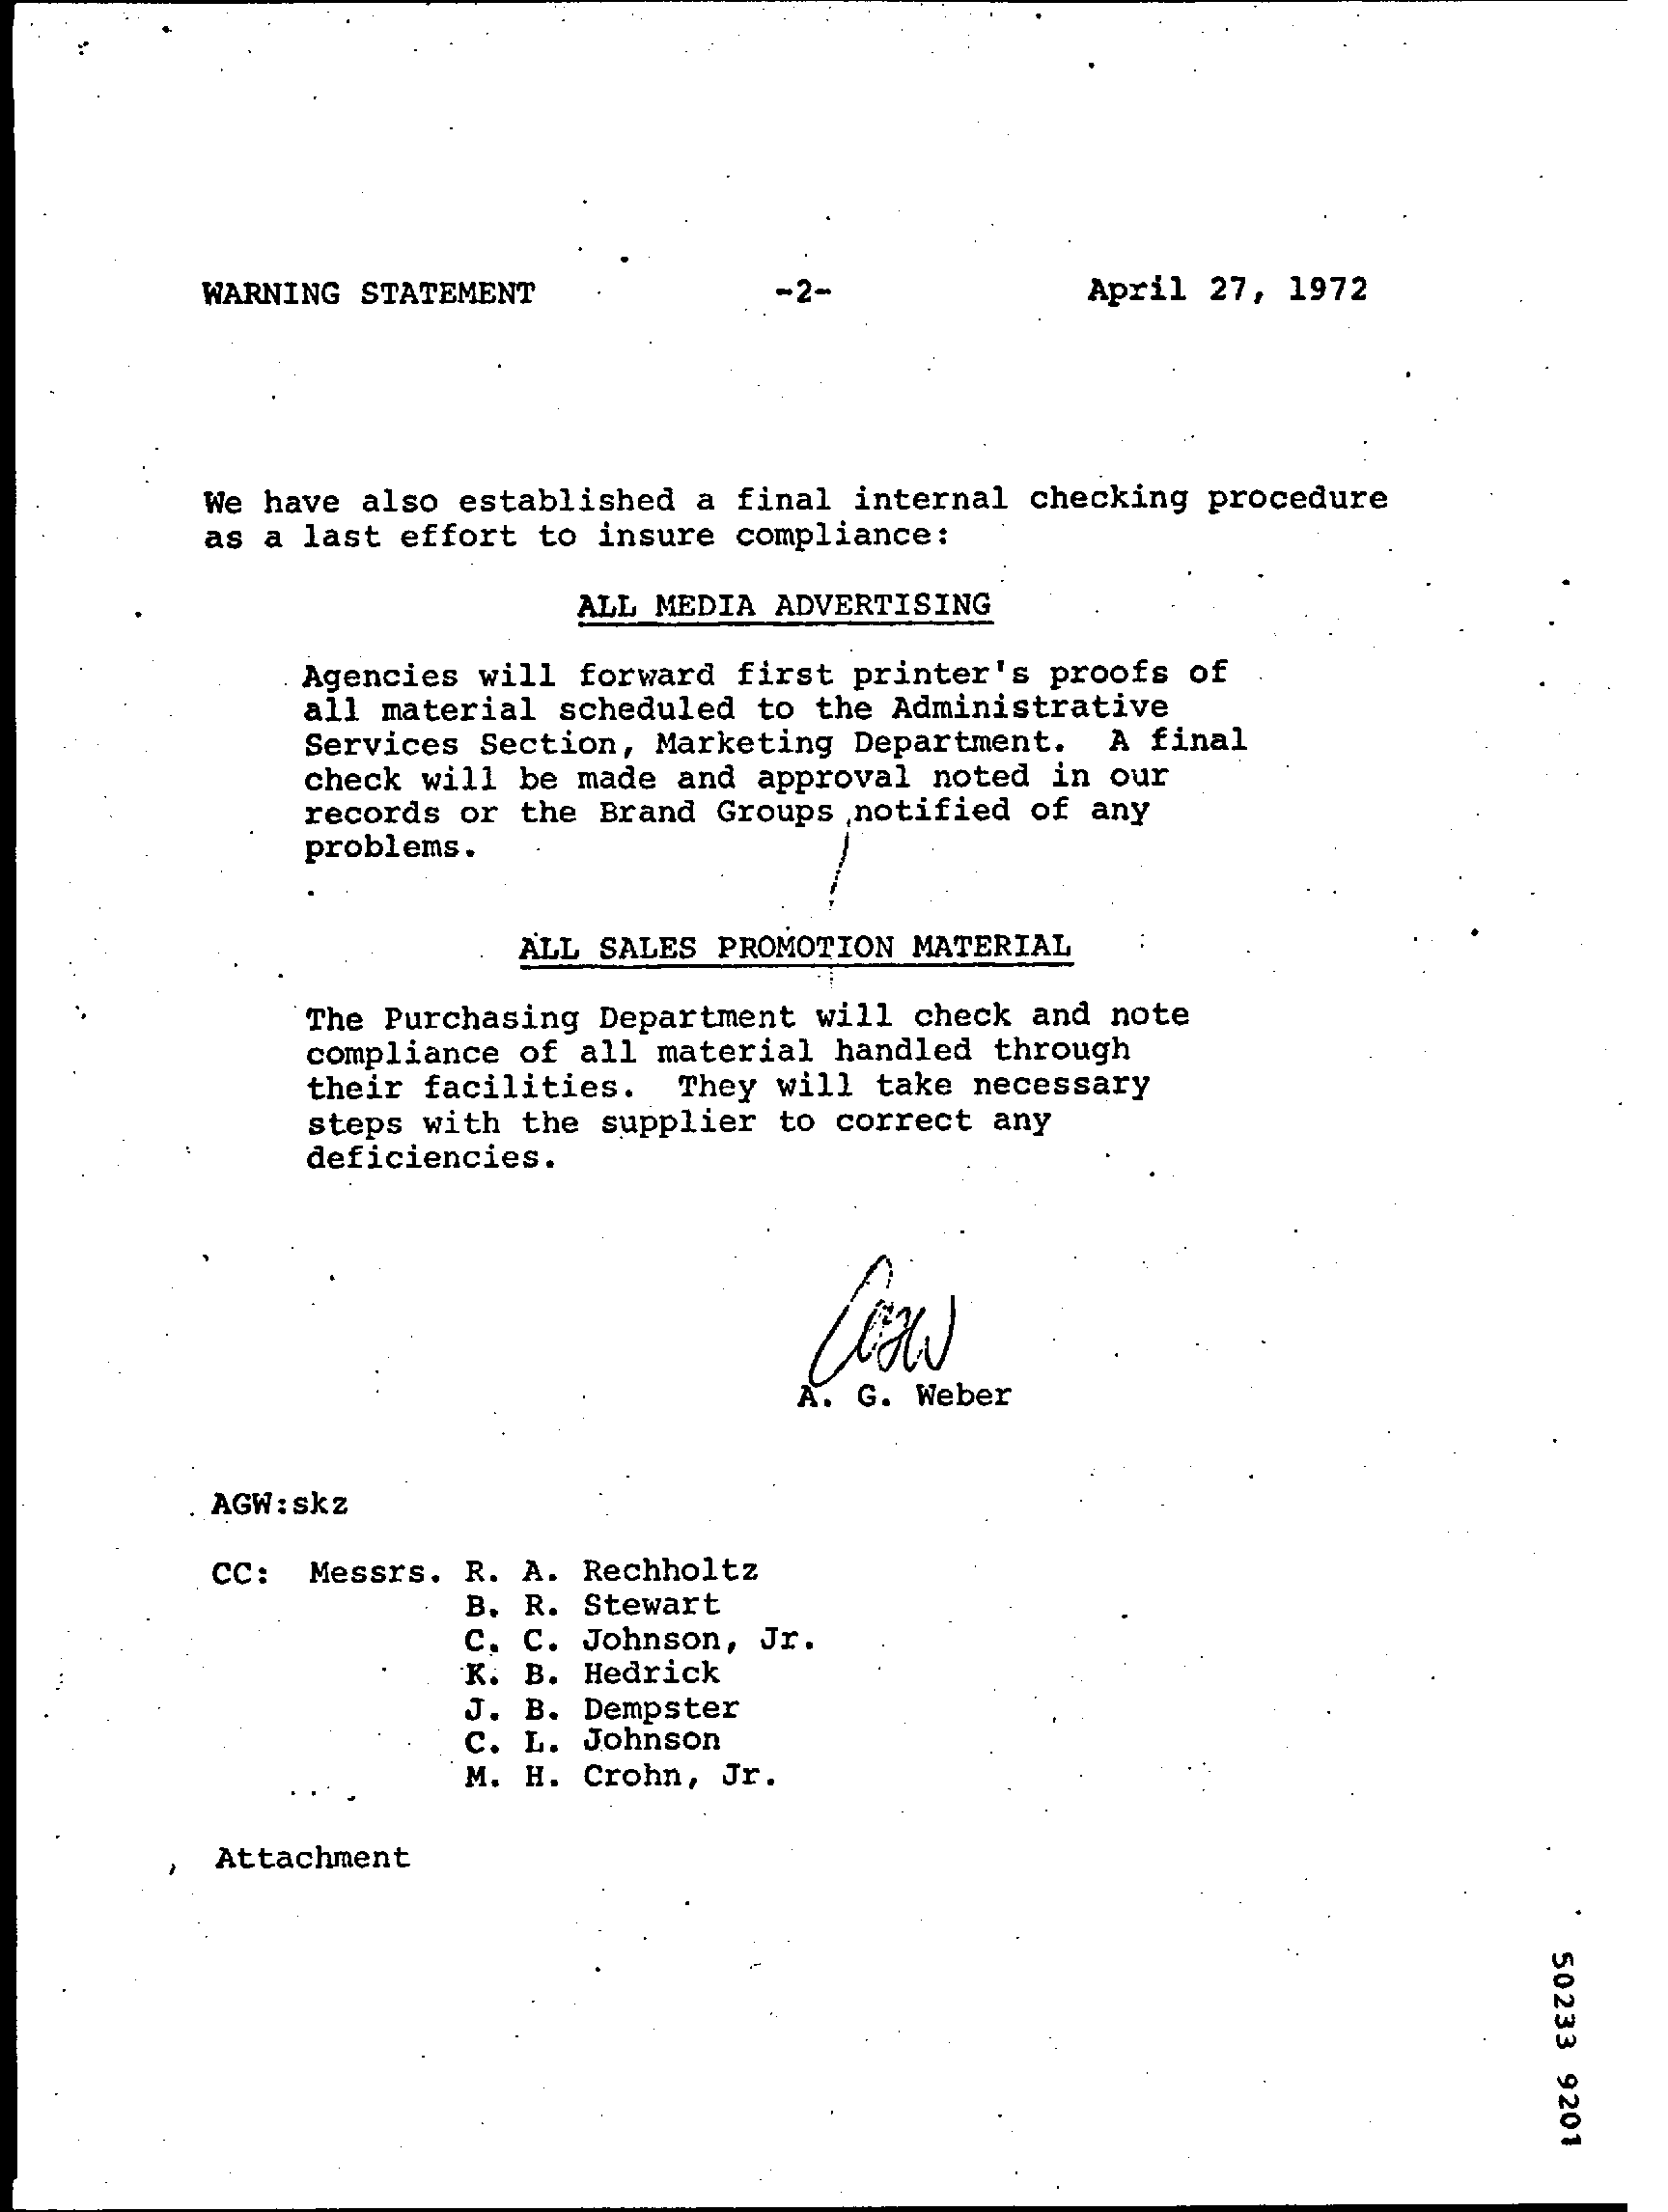 WARNING STATEMENT -2- April 27, 1972
We have also established a final internal checking procedure
as a last effort to insure compliance:
ALL MEDIA ADVERTISING
Agencies will forward first printer's proofs of
all material scheduled to the Administrative
Services Section, Marketing Department. A final
check will be made and approval noted in our
records or the Brand Groups notified of any
problems.
ALL SALES PROMOTION MATERIAL
The Purchasing Department will check and note
compliance of all material handled through
their facilities. They will take necessary
steps with the supplier to correct any
deficiencies.
AGW
A. G. Weber
AGW:skz
CC: Messrs. R. A. Rechholtz
B. R. Stewart
C. C. Johnson, Jr.
K. B. Hedrick
J. B. Dempster
C. L. Johnson
M. H. Crohn, Jr.
Attachment
50233 9201